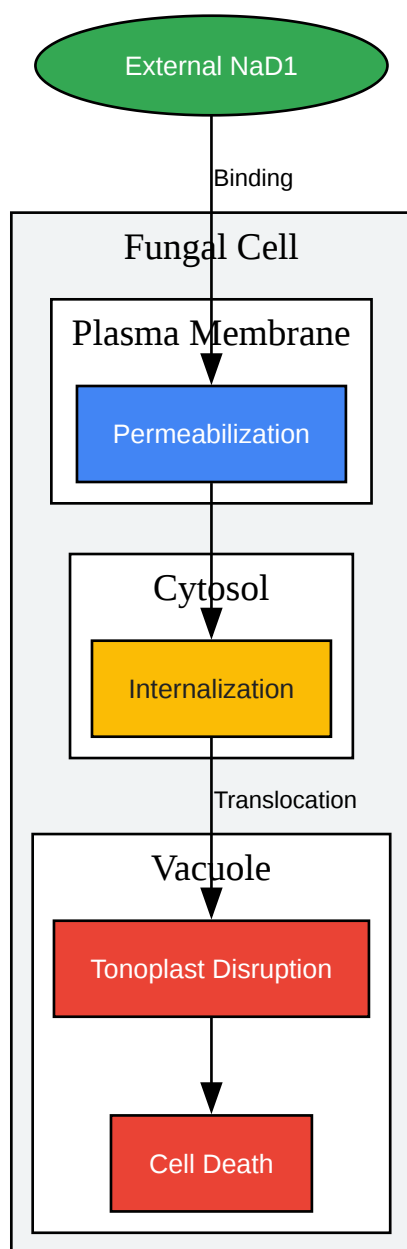 External NaD1
Binding
Fungal Cell
Plasma Membrane
Permeabilization
Cytosol
Internalization
Translocation
Vacuole
Tonoplast Disruption
Cell Death